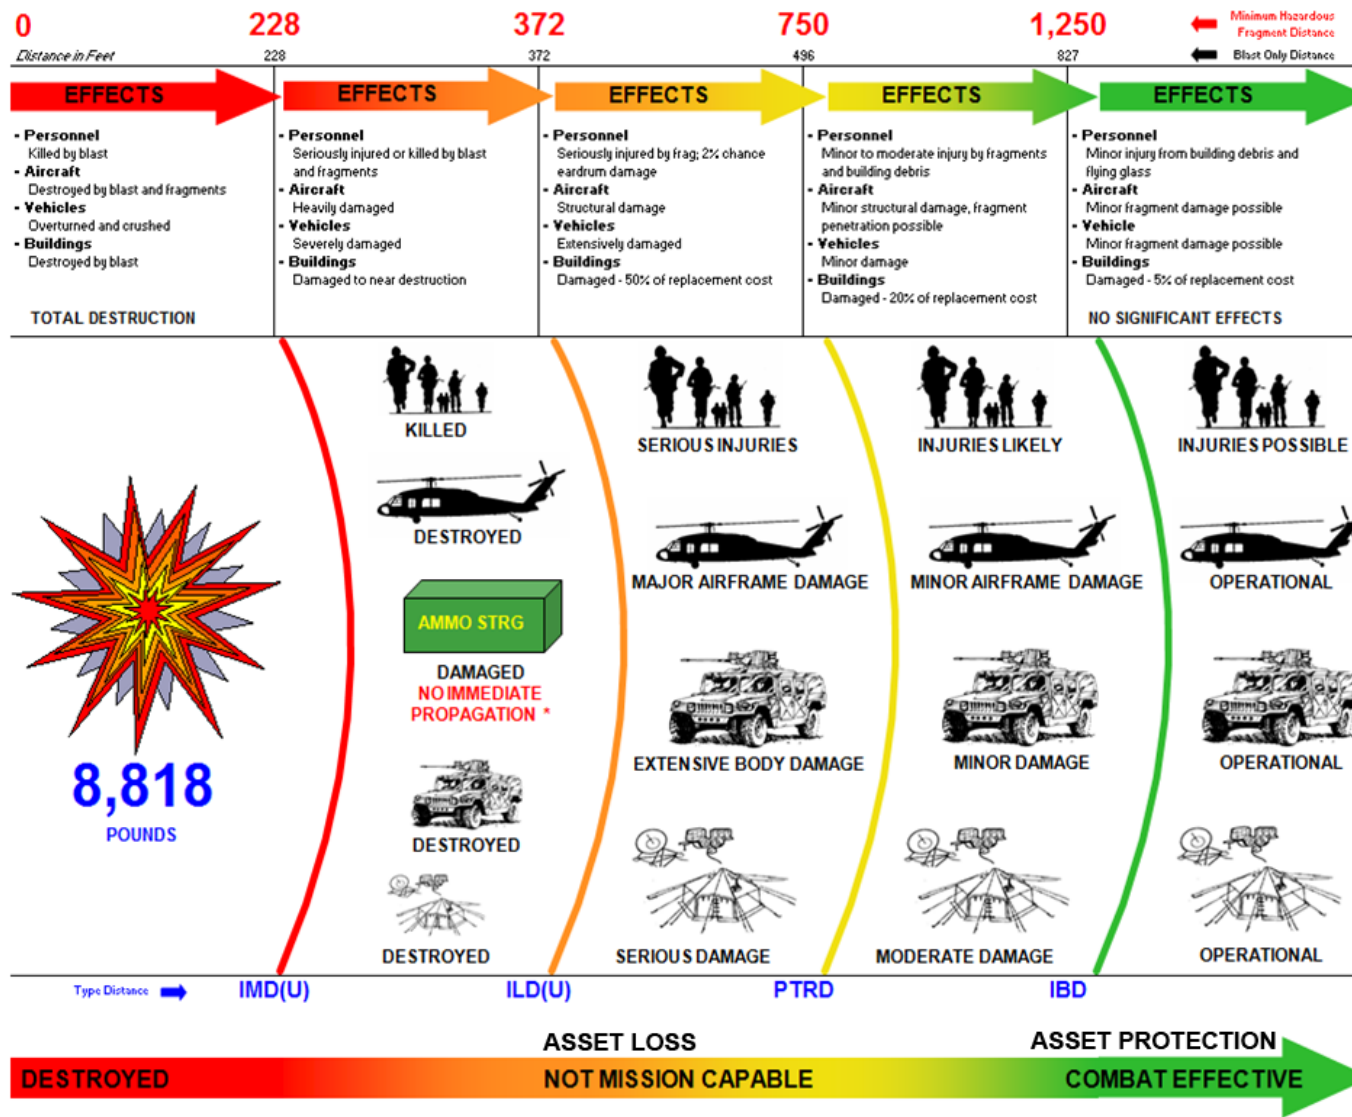 0 228 372 750 1,250 Minimum Hazardous
Fragment Distance
Distance in Feet 228 372 496 827 Blast Only Distance
EFFECTS EFFECTS EFFECTS EFFECTS EFFECTS
- Personnel
Killed by blast
- Aircraft
Destroyed by blast and fragments
- Vehicles
Overturned and crushed
- Buildings
Destroyed by blast
TOTAL DESTRUCTION
- Personnel
Seriously injured or killed by blast
and fragments
- Aircraft
Heavily damaged
- Vehicles
Severely damaged
- Buildings
Damaged to near destruction
- Personnel
Seriously injured by frag; 2% chance
eardrum damage
- Aircraft
Structural damage
- Vehicles
Extensively damaged
- Buildings
Damaged - 50% of replacement cost
- Personnel
Minor to moderate injury by fragments
and building debris
- Aircraft
Minor structural damage, fragment
penetration possible
- Vehicles
Minor damage
- Buildings
Damaged - 20% of replacement cost
- Personnel
Minor injury from building debris and
flying glass
- Aircraft
Minor fragment damage possible
- Vehicle
Minor fragment damage possible
- Buildings
Damaged - 5% of replacement cost
NO SIGNIFICANT EFFECTS
8,818
POUNDS
KILLED
DESTROYED
AMMO STRG
DAMAGED
NO IMMEDIATE
PROPAGATION *
DESTROYED
DESTROYED
SERIOUS INJURIES
MAJOR AIRFRAME DAMAGE
EXTENSIVE BODY DAMAGE
SERIOUS DAMAGE
INJURIES LIKELY
MINOR AIRFRAME DAMAGE
MINOR DAMAGE
MODERATE DAMAGE
INJURIES POSSIBLE
OPERATIONAL
OPERATIONAL
OPERATIONAL
Type Distance IMD(U) ILD(U) PTRD IBD
ASSET LOSS ASSET PROTECTION
DESTROYED NOT MISSION CAPABLE COMBAT EFFECTIVE